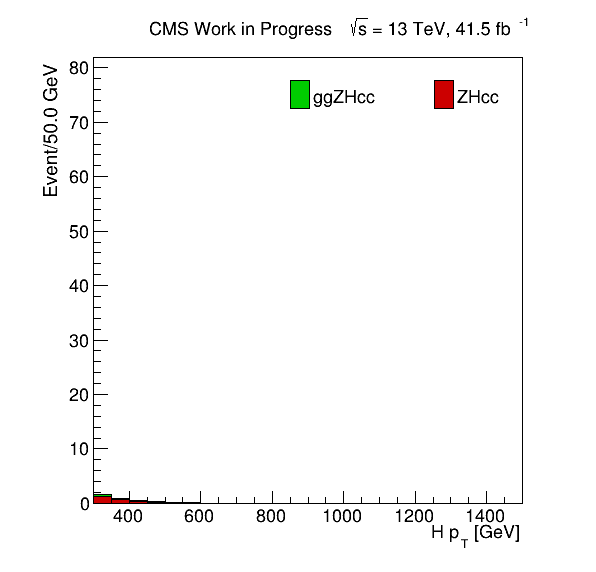 CMS Work in Progress √s = 13 TeV, 41.5 fb⁻¹
Event/50.0 GeV
80
70
60
50
40
30
20
10
0
ggZHcc ZHcc
400 600 800 1000 1200 1400
H p_T [GeV]